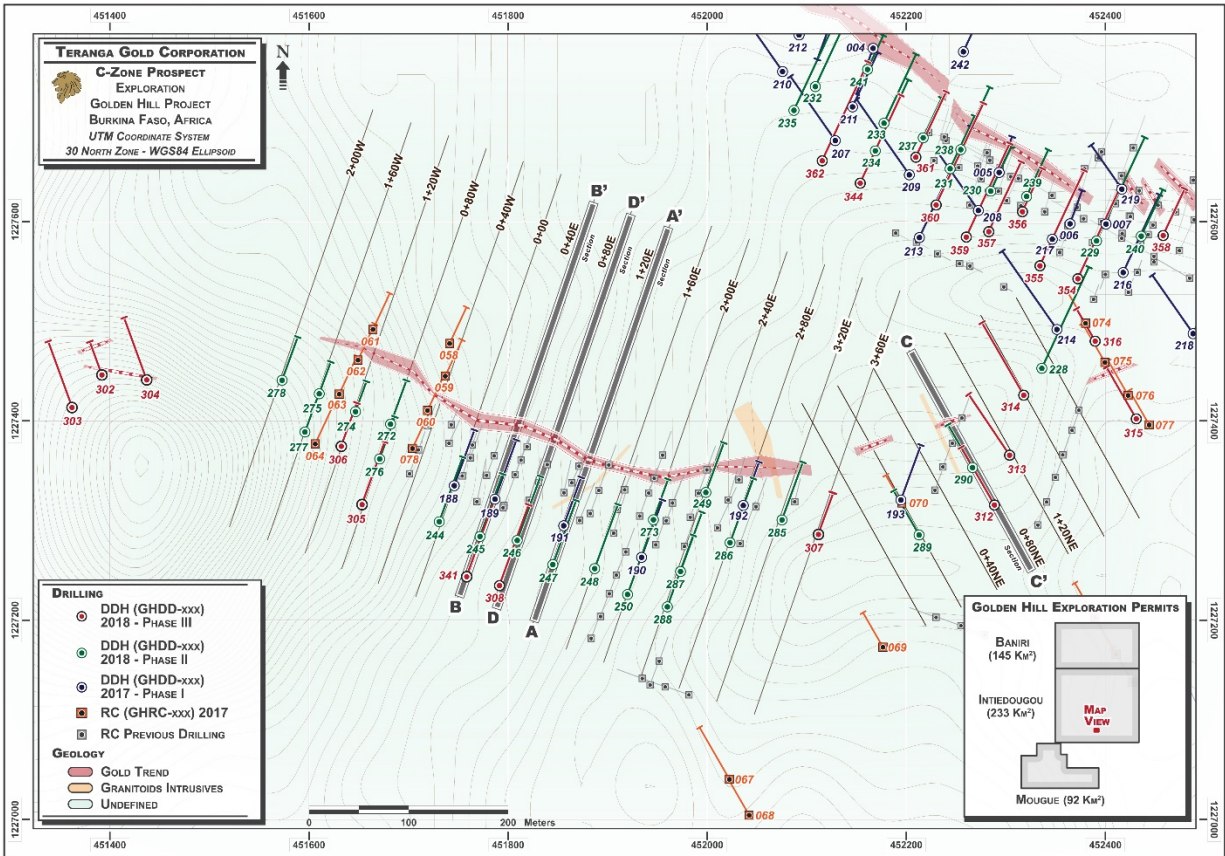 451400
451600
451800
452000
452200
452400
TERANGA GOLD CORPORATION
C-ZONE PROSPECT
EXPLORATION
GOLDEN HILL PROJECT
BURKINA FASO, AFRICA
UTM COORDINATE SYSTEM
30 NORTH ZONE - WGS84 ELLIPSOID
N
212
004
242
210
241
232
235
211
207
233
234
237
238
362
344
209
361
231
005
230
239
360
208
356
219
213
359
357
006
007
217
229
240
358
355
354
216
1227600
1227600
2+00W
1+60W
1+20W
0+80W
0+40W
0+00
0+40E
0+80E
1+20E
1+60E
2+00E
2+40E
2+80E
3+20E
3+60E
B'
D'
A'
Section
Section
Section
214
228
074
316
218
075
076
077
315
314
313
C
061
058
062
059
278
275
063
060
277
274
272
064
306
276
078
305
302
303
304
1227400
1227400
188
189
244
245
246
191
247
248
341
308
B
D
A
249
273
192
190
286
250
287
288
275
307
193
070
289
290
312
0+40NE
0+80NE
1+20NE
Section
C'
1227200
1227200
069
067
068
DRILLING
DDH (GHDD-xxx)
2018 - PHASE III
DDH (GHDD-xxx)
2018 - PHASE II
DDH (GHDD-xxx)
2017 - PHASE I
RC (GHRC-xxx) 2017
RC PREVIOUS DRILLING
GEOLOGY
GOLD TREND
GRANITOIDS INTRUSIVES
UNDEFINED
GOLDEN HILL EXPLORATION PERMITS
BANIRI
(145 KM²)
INTIEDOUGOU
(233 KM²)
MAP
VIEW
MOUGUE (92 KM²)
0 100 200
Meters
1227000
1227000
451400
451600
451800
452000
452200
452400